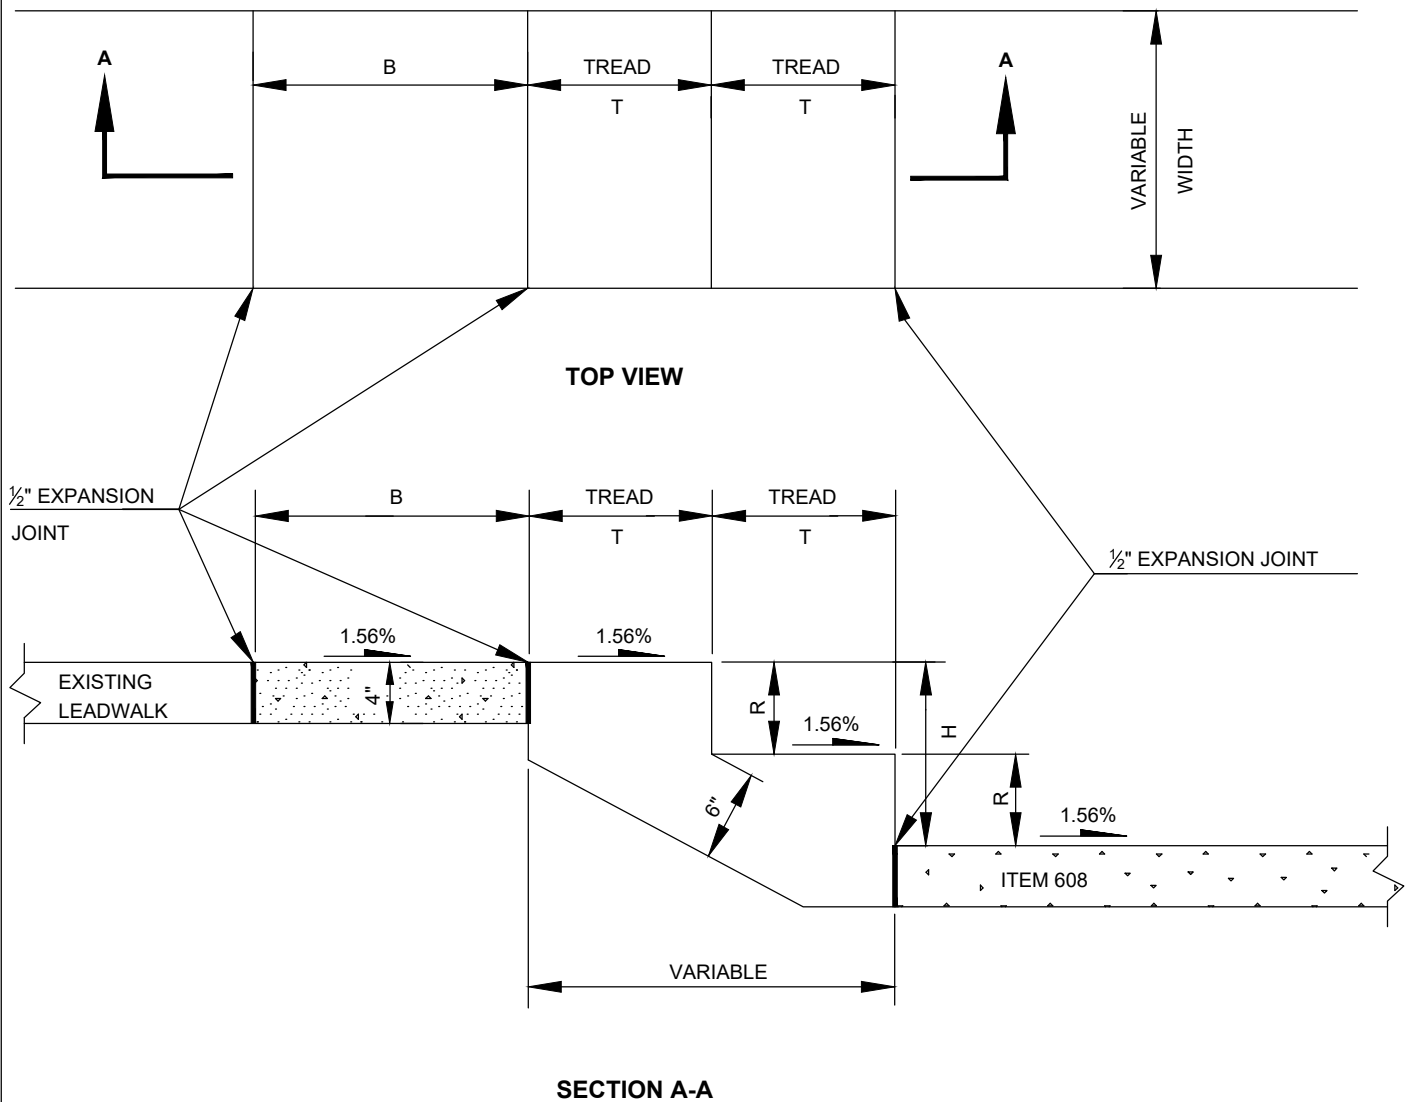 A
B
TREAD
T
TREAD
T
A
VARIABLE
WIDTH
TOP VIEW
½" EXPANSION
JOINT
B
TREAD
T
TREAD
T
½" EXPANSION JOINT
1.56%
1.56%
EXISTING
LEADWALK
4"
R
1.56%
H
6"
R
1.56%
ITEM 608
VARIABLE
SECTION A-A